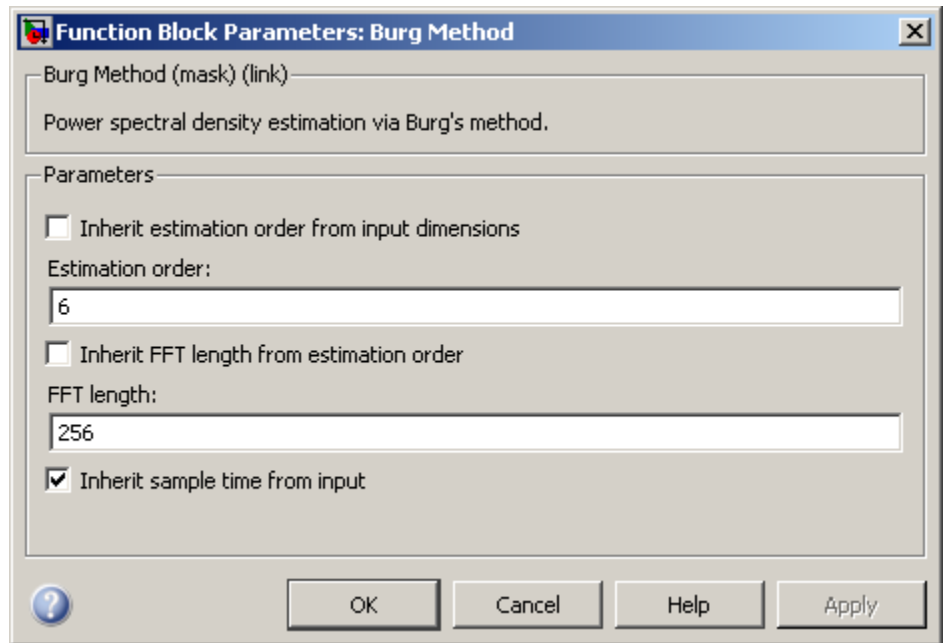 Function Block Parameters: Burg Method
Burg Method (mask) (link)
Power spectral density estimation via Burg's method.
Parameters
Inherit estimation order from input dimensions
Estimation order:
6
Inherit FFT length from estimation order
FFT length:
256
Inherit sample time from input
OK Cancel Help Apply